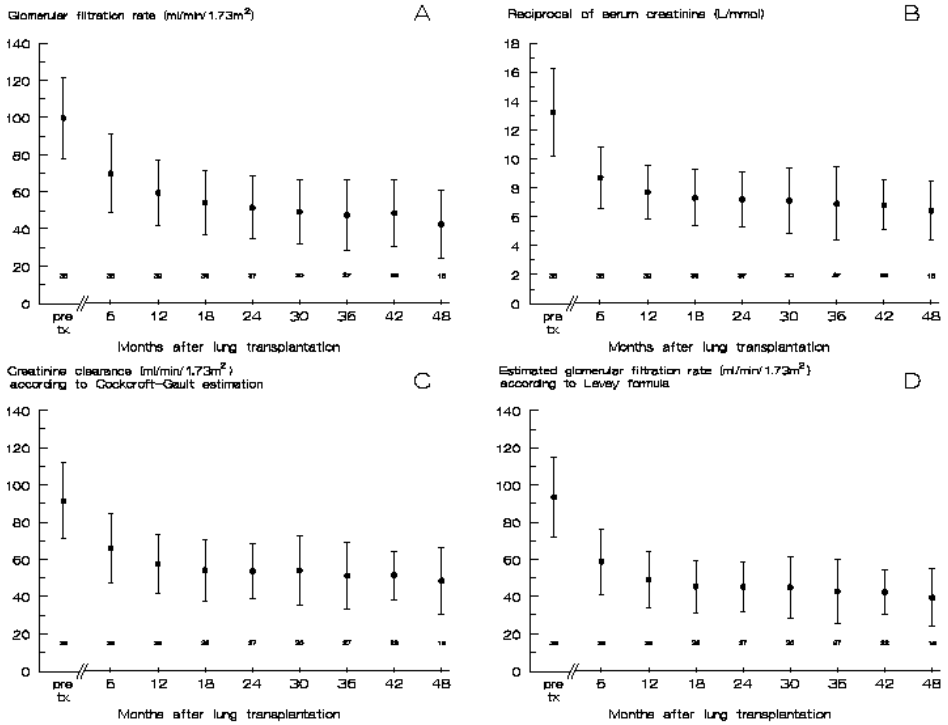 Glomerular filtration rate (ml/min/1.73m²)
A
140
120
100
80
60
40
20
0
pre tx
6 12 18 24 30 36 42 48
Months after lung transplantation
Reciprocal of serum creatinine (L/mmol)
B
18
16
14
12
10
8
6
4
2
0
pre tx
6 12 18 24 30 36 42 48
Months after lung transplantation
Creatinine clearance (ml/min/1.73m²)
according to Cockcroft-Gault estimation
C
140
120
100
80
60
40
20
0
pre tx
6 12 18 24 30 36 42 48
Months after lung transplantation
Estimated glomerular filtration rate (ml/min/1.73m²)
according to Levey formula
D
140
120
100
80
60
40
20
0
pre tx
6 12 18 24 30 36 42 48
Months after lung transplantation